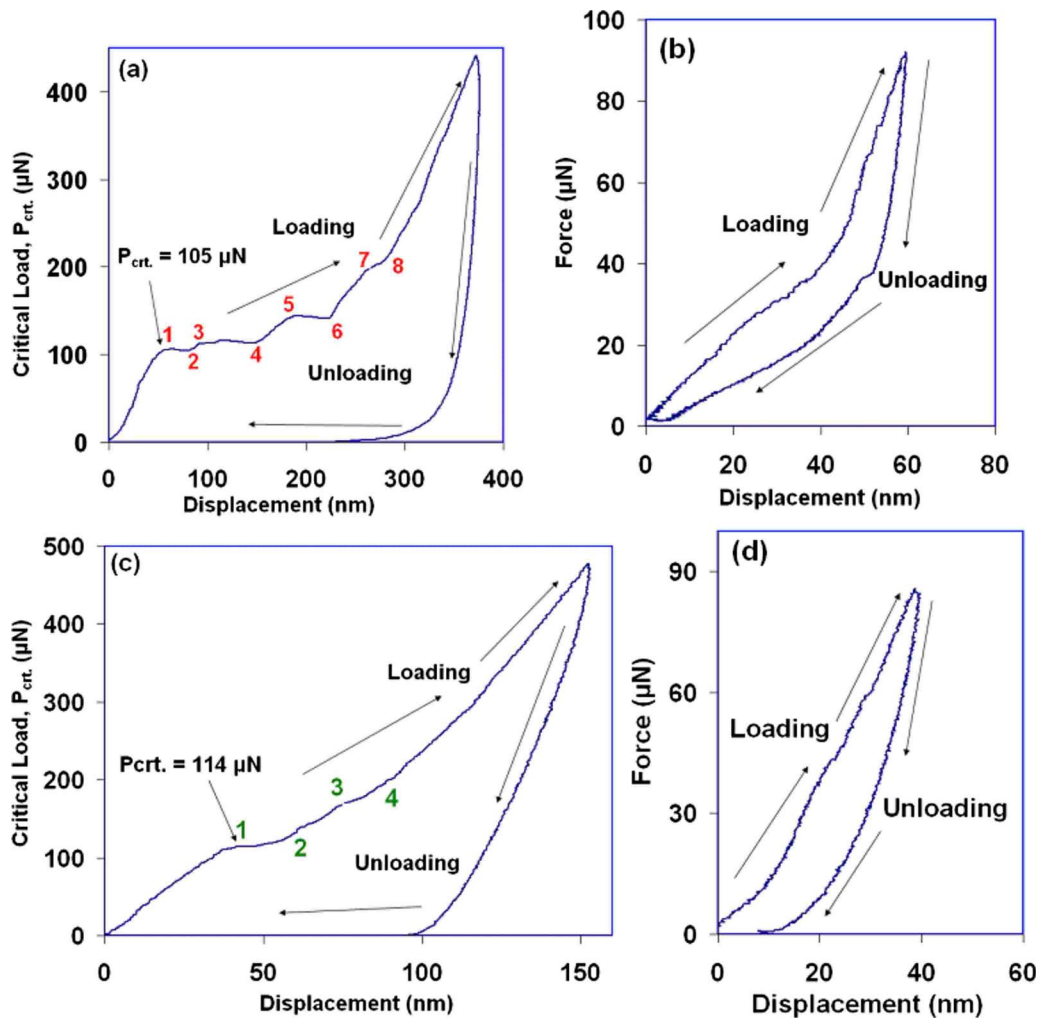 (a)
Critical Load, P_crt. (µN)
400
300
200
100
0
P_crt. = 105 µN
Loading
Unloading
1
2
3
4
5
6
7
8
0 100 200 300 400
Displacement (nm)
(b)
Force (µN)
100
80
60
40
20
0
Loading
Unloading
0 20 40 60 80
Displacement (nm)
(c)
Critical Load, P_crt. (µN)
500
400
300
200
100
0
Pcrt. = 114 µN
Loading
Unloading
1
2
3
4
0 50 100 150
Displacement (nm)
(d)
Force (µN)
90
60
30
0
Loading
Unloading
0 20 40 60
Displacement (nm)